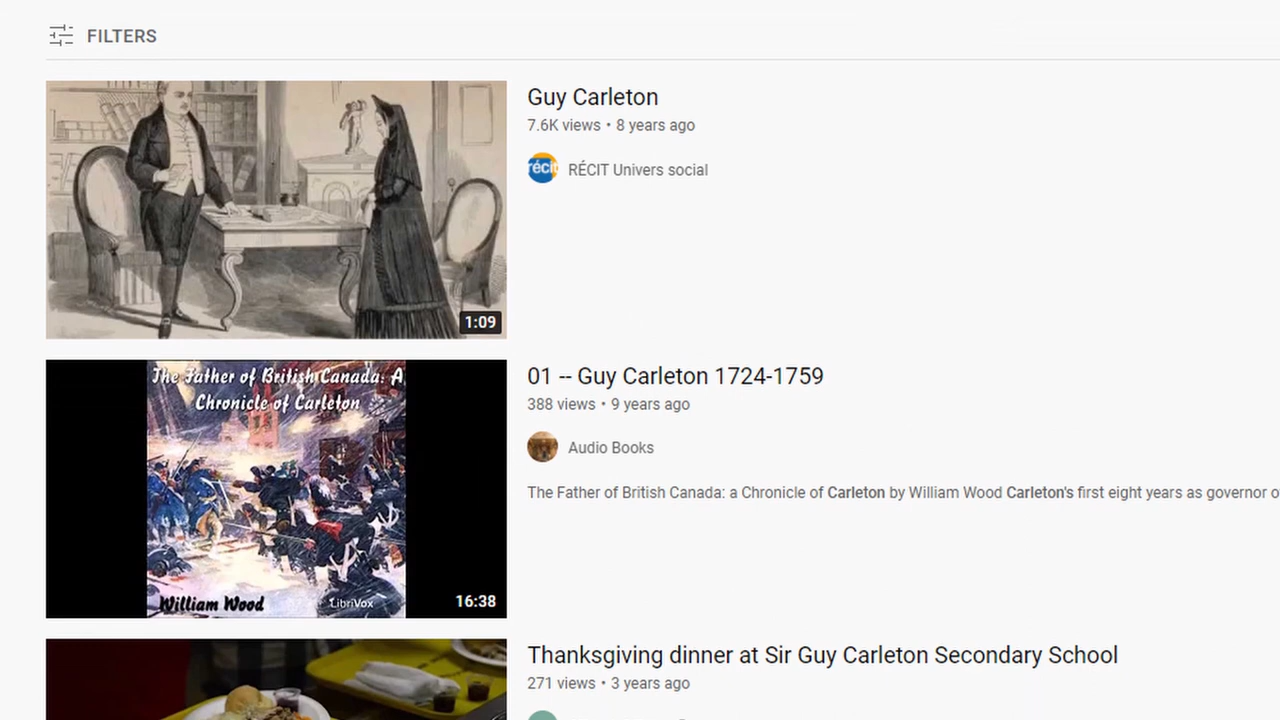 FILTERS
Guy Carleton
7.6K views • 8 years ago
récit
RÉCIT Univers social
1:09
The Father of British Canada: A
Chronicle of Carleton
William Wood
LibriVox
16:38
01 -- Guy Carleton 1724-1759
388 views • 9 years ago
Audio Books
The Father of British Canada: a Chronicle of Carleton by William Wood Carleton's first eight years as governor
Thanksgiving dinner at Sir Guy Carleton Secondary School
271 views • 3 years ago